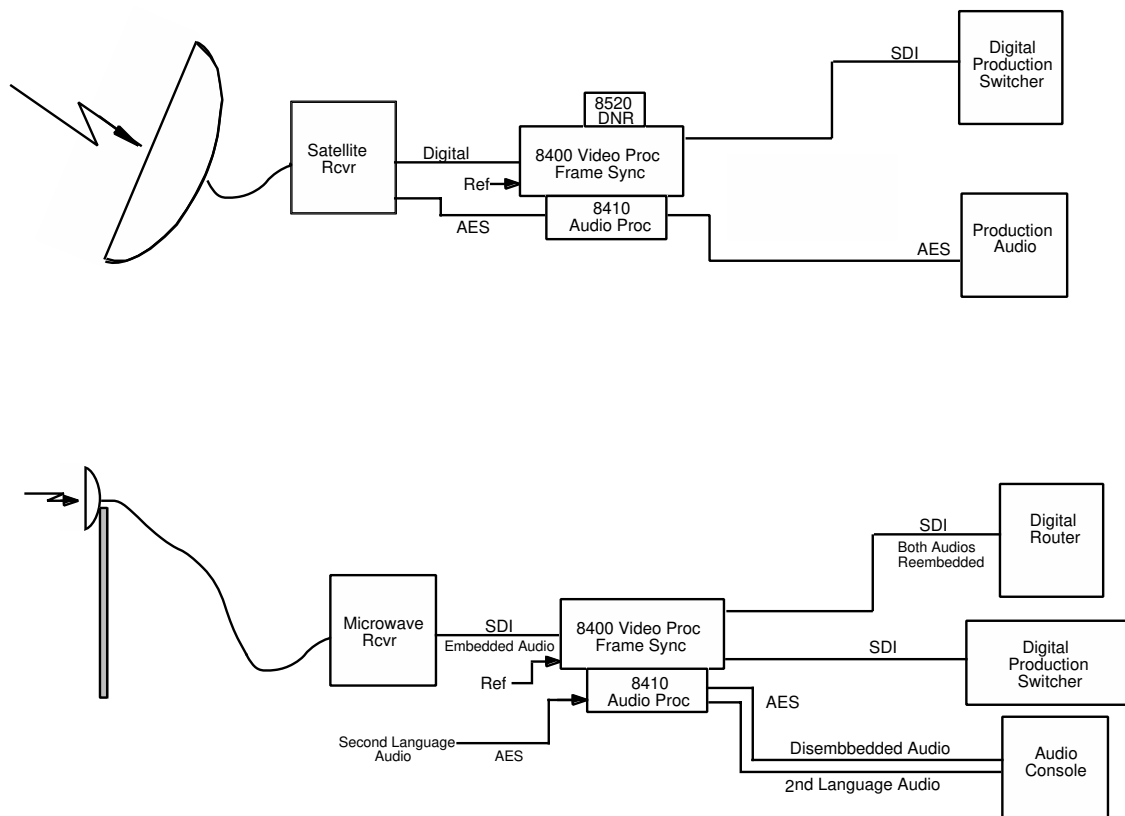 SDI
Digital
Production
Switcher
8520
DNR
Satellite
Rcvr
Digital
8400 Video Proc
Frame Sync
Ref
AES
8410
Audio Proc
AES
Production
Audio
SDI
Both Audios
Reembedded
Digital
Router
Microwave
Rcvr
SDI
Embedded Audio
8400 Video Proc
Frame Sync
SDI
Digital
Production
Switcher
Ref
8410
Audio Proc
AES
Second Language
Audio
AES
Disembbedded Audio
2nd Language Audio
Audio
Console